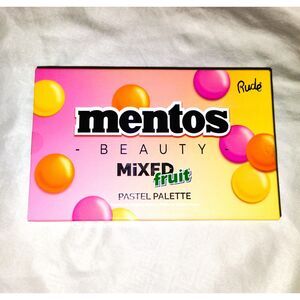 Rude
mentos
- BEAUTY -
MiXED
fruit
PASTEL PALETTE